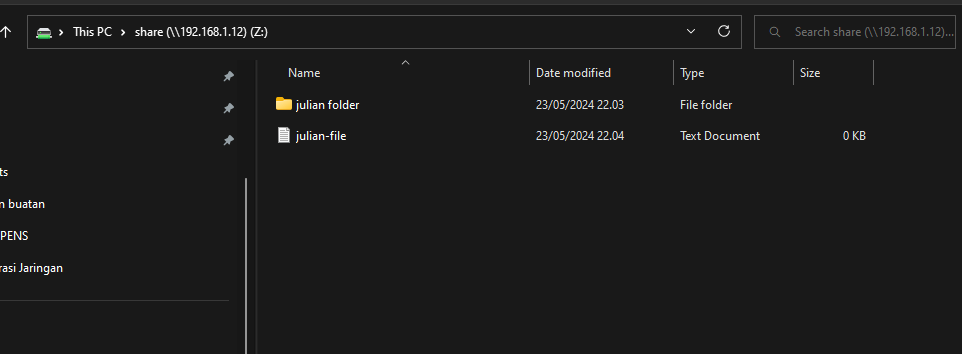 This PC > share (\\192.168.1.12) (Z:)
Search share (\\192.168.1.12)...
Name Date modified Type Size
julian folder 23/05/2024 22.03 File folder
julian-file 23/05/2024 22.04 Text Document 0 KB
ts
n buatan
PENS
rasi Jaringan